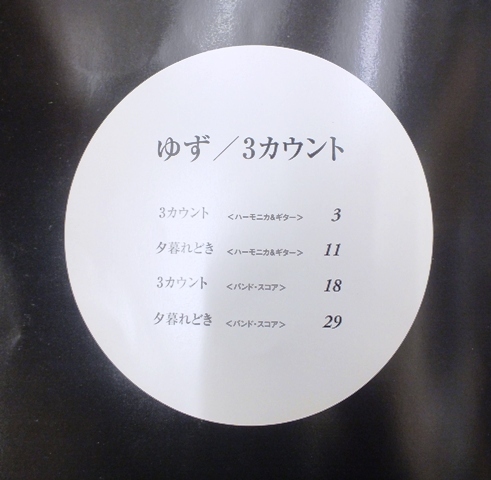 ゆず／3カウント
3カウント <ハーモニカ&ギター> 3
夕暮れどき <ハーモニカ&ギター> 11
3カウント <バンド・スコア> 18
夕暮れどき <バンド・スコア> 29